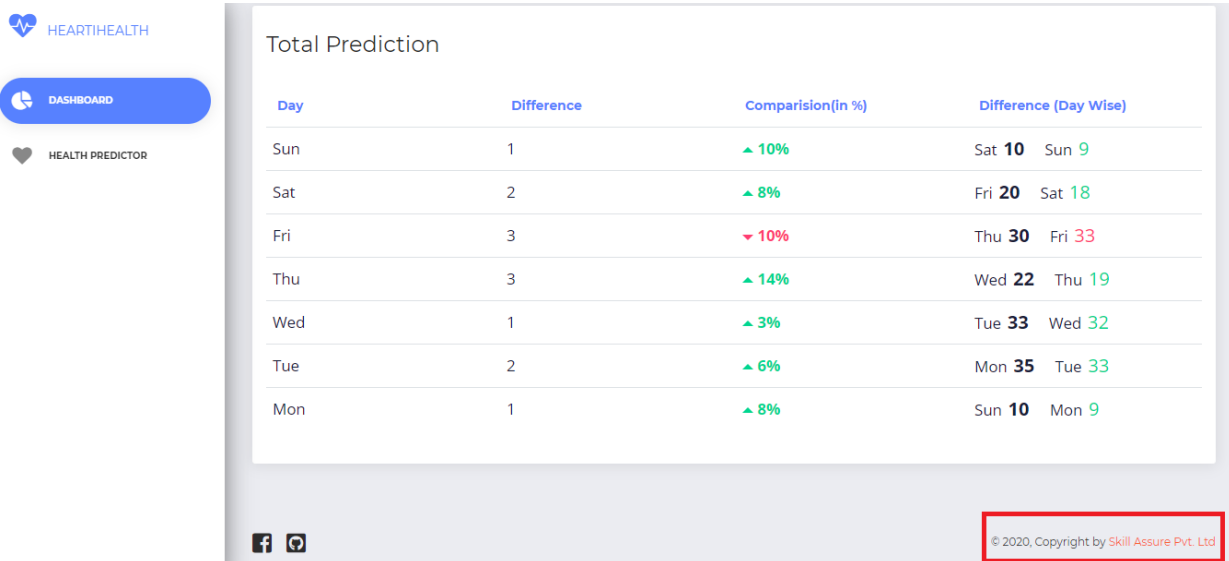 HEARTIHEALTH
DASHBOARD
HEALTH PREDICTOR
Total Prediction
Day Difference Comparision(in %) Difference (Day Wise)
Sun 1 10% Sat 10 Sun 9
Sat 2 8% Fri 20 Sat 18
Fri 3 10% Thu 30 Fri 33
Thu 3 14% Wed 22 Thu 19
Wed 1 3% Tue 33 Wed 32
Tue 2 6% Mon 35 Tue 33
Mon 1 8% Sun 10 Mon 9
© 2020, Copyright by Skill Assure Pvt. Ltd